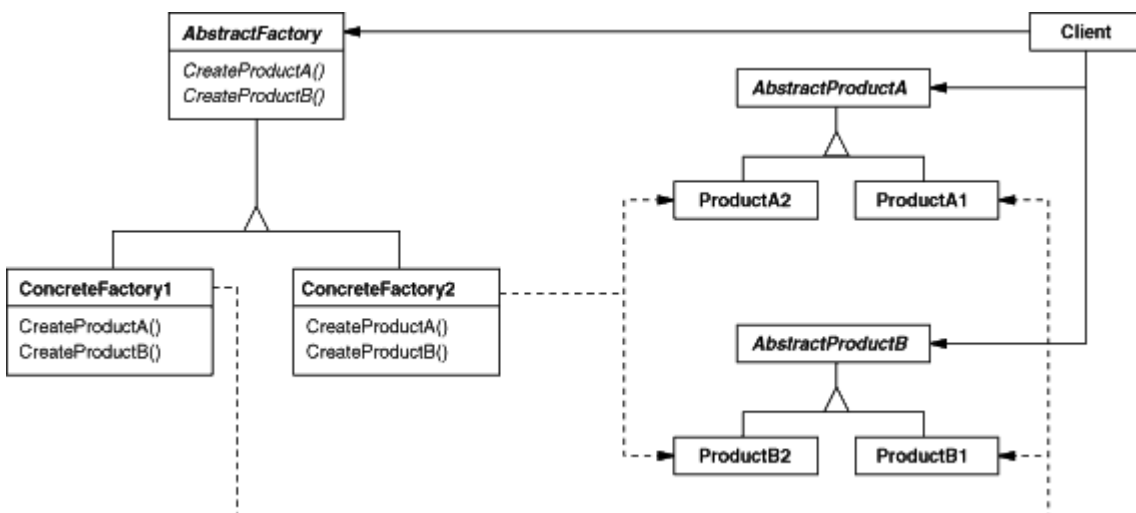 AbstractFactory
CreateProductA()
CreateProductB()
Client
AbstractProductA
ProductA2
ProductA1
ConcreteFactory1
CreateProductA()
CreateProductB()
ConcreteFactory2
CreateProductA()
CreateProductB()
AbstractProductB
ProductB2
ProductB1